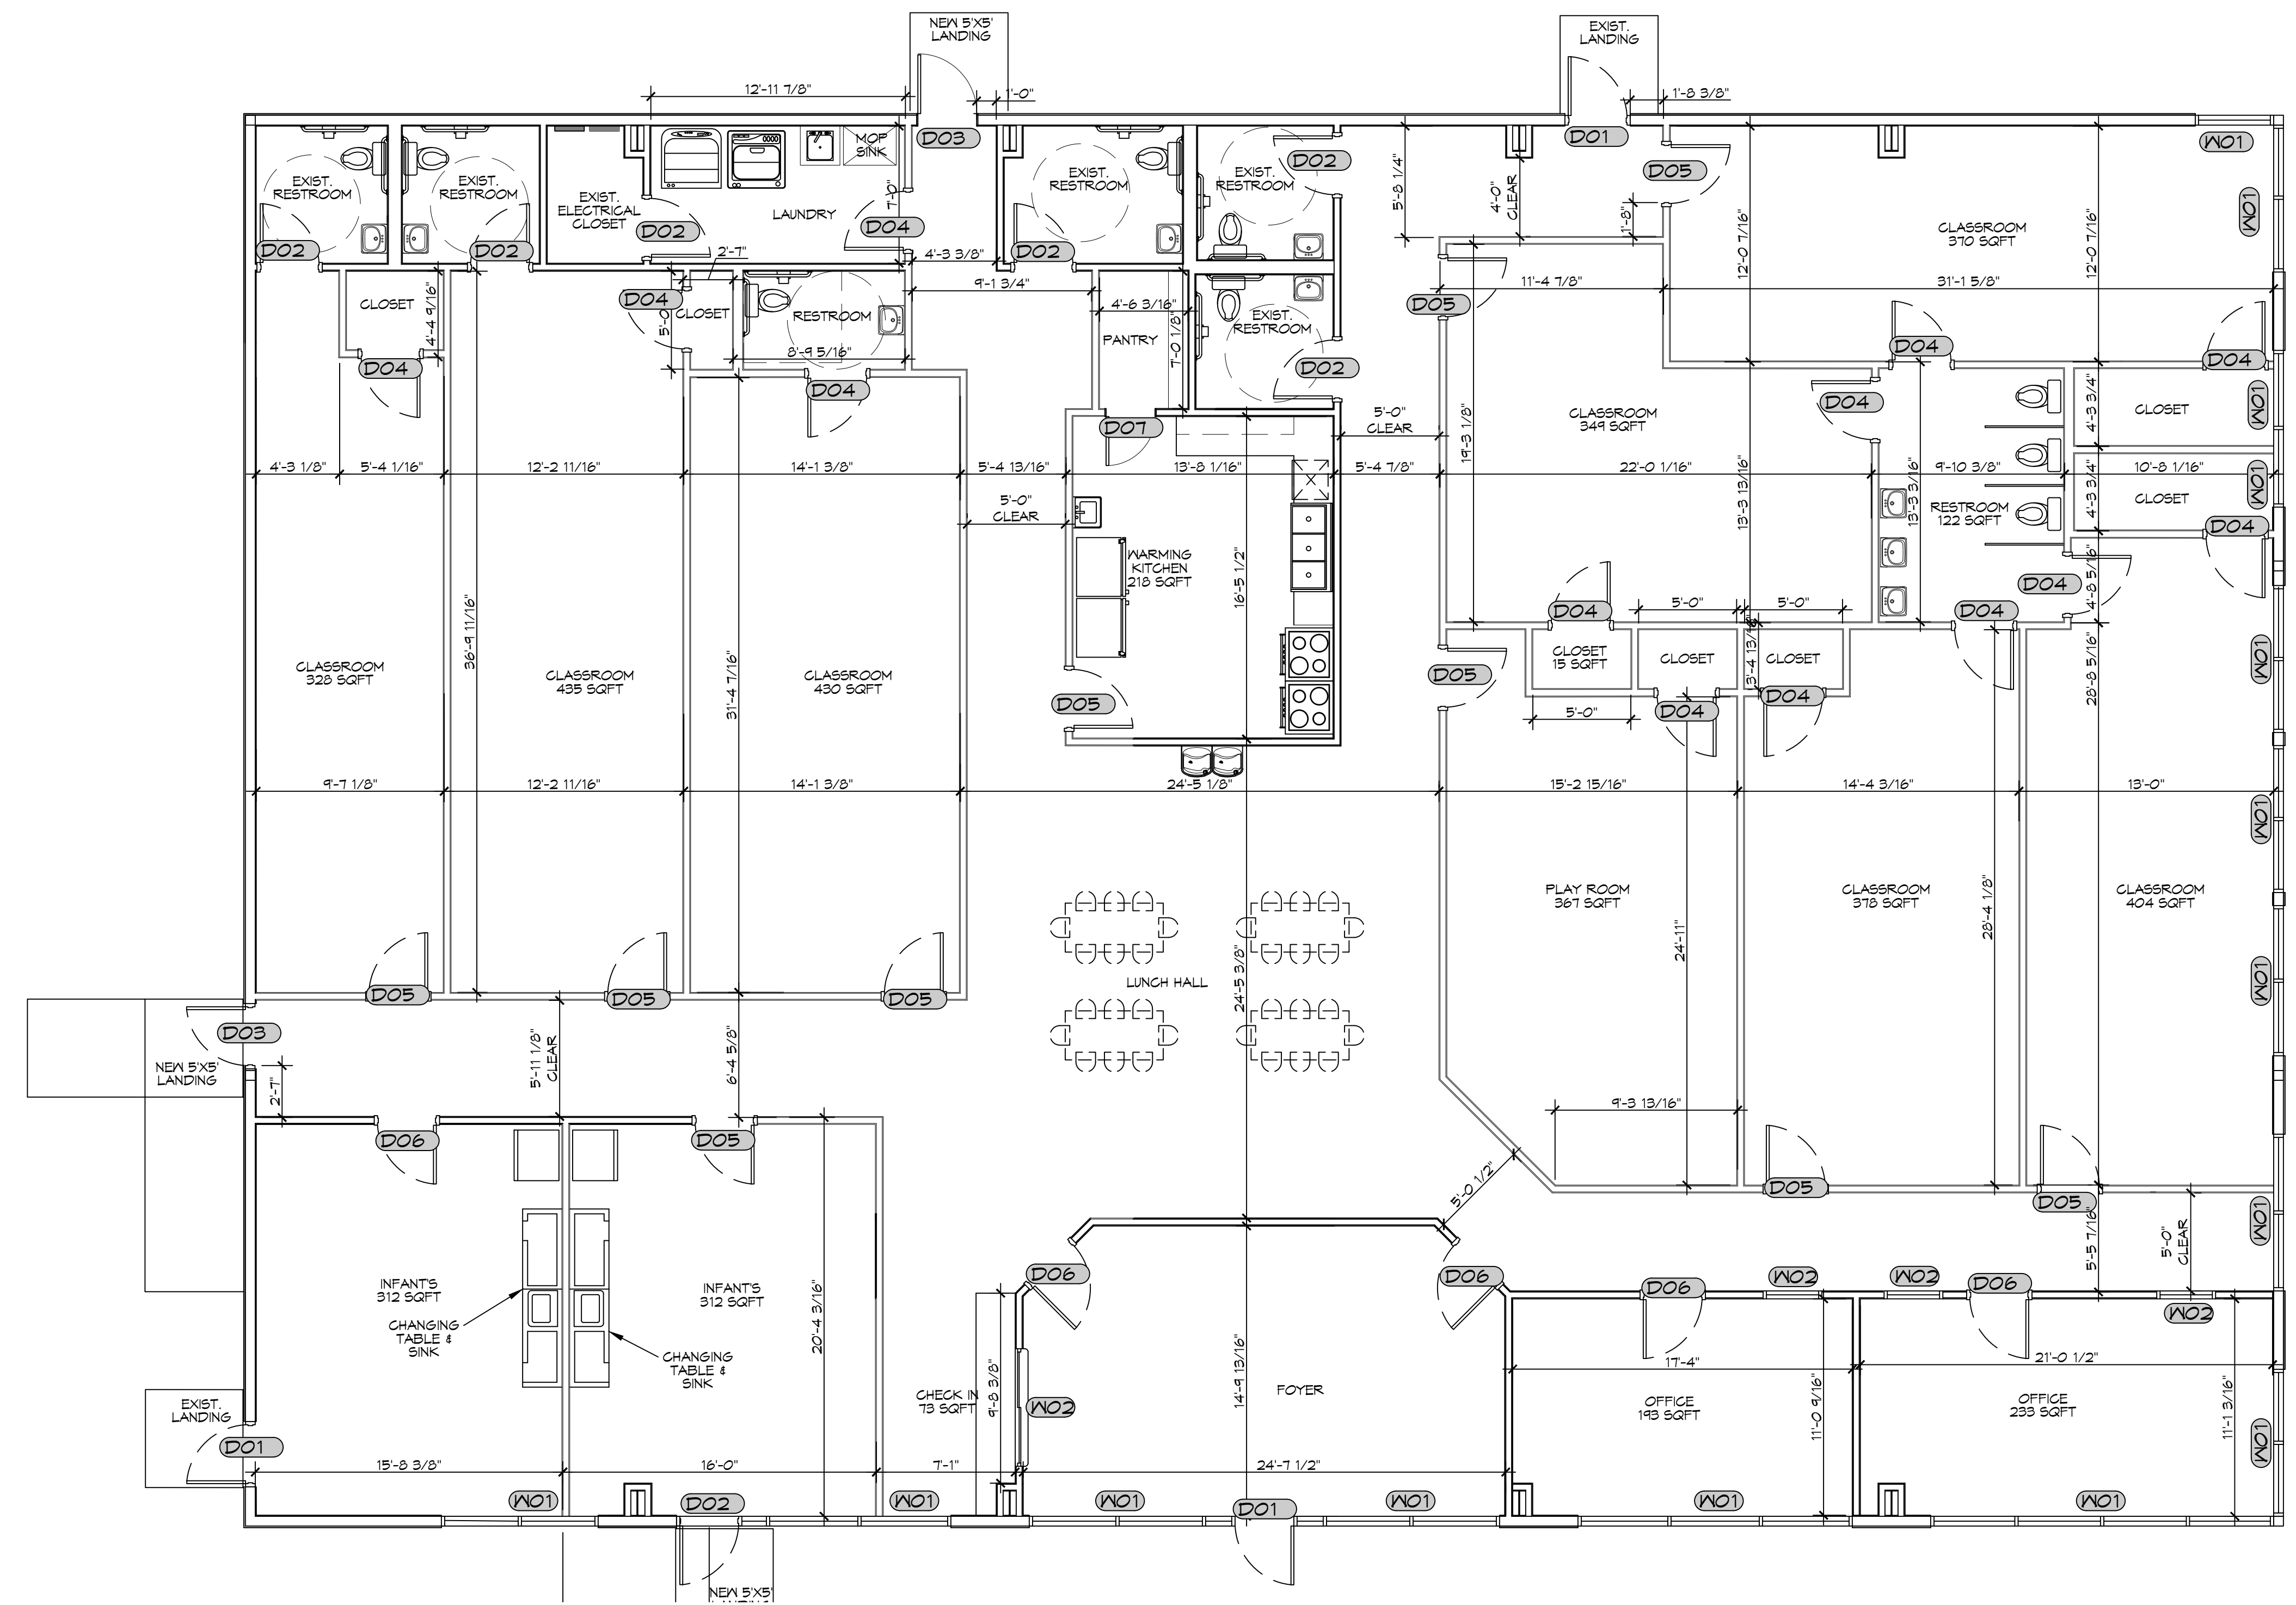 NEW 5'X5'
LANDING
EXIST.
LANDING
12'-11 7/8"
1'-0"
1'-8 3/8"
D03
D01
W01
MOP
SINK
EXIST.
RESTROOM
EXIST.
RESTROOM
EXIST.
ELECTRICAL
CLOSET
LAUNDRY
7'-0"
EXIST.
RESTROOM
EXIST.
RESTROOM
D02
5'-8 1/4"
4'-0"
CLEAR
D05
1'-8"
12'-0 7/16"
CLASSROOM
370 SQFT
12'-0 7/16"
W01
D02
D02
D02
D04
D02
2'-7"
4'-3 3/8"
9'-1 3/4"
CLOSET
4'-4 9/16"
D04
D04
CLOSET
5'-0"
RESTROOM
8'-9 5/16"
D04
4'-6 3/16"
PANTRY
7'-0 1/8"
EXIST.
RESTROOM
D02
D05
11'-4 7/8"
31'-1 5/8"
D04
D04
D04
W01
CLOSET
4'-3 3/4"
D07
5'-0"
CLEAR
19'-3 1/8"
CLASSROOM
349 SQFT
4'-3 1/8"
5'-4 1/16"
12'-2 11/16"
14'-1 3/8"
5'-4 13/16"
13'-8 1/16"
5'-4 7/8"
22'-0 1/16"
9'-10 3/8"
10'-8 1/16"
5'-0"
CLEAR
13'-3 13/16"
13'-3 3/16"
RESTROOM
122 SQFT
4'-3 3/4"
CLOSET
W01
D04
WARMING
KITCHEN
218 SQFT
16'-5 1/2"
36'-9 11/16"
D04
5'-0"
5'-0"
D04
D04
4'-8 5/16"
CLASSROOM
328 SQFT
CLASSROOM
435 SQFT
31'-4 7/16"
CLASSROOM
430 SQFT
D05
D05
CLOSET
15 SQFT
CLOSET
3'-4 13/16"
CLOSET
D04
D04
5'-0"
28'-8 5/16"
W01
9'-7 1/8"
12'-2 11/16"
14'-1 3/8"
24'-5 1/8"
15'-2 15/16"
14'-4 3/16"
13'-0"
W01
PLAY ROOM
367 SQFT
24'-11"
CLASSROOM
378 SQFT
28'-4 1/8"
CLASSROOM
404 SQFT
W01
LUNCH HALL
24'-5 3/8"
D05
D05
D05
D03
NEW 5'X5'
LANDING
2'-7"
5'-11 1/8"
CLEAR
6'-4 5/8"
9'-3 13/16"
D06
D05
5'-0 1/2"
D05
D05
5'-5 7/16"
5'-0"
CLEAR
W01
INFANT'S
312 SQFT
INFANT'S
312 SQFT
CHANGING
TABLE &
SINK
CHANGING
TABLE &
SINK
20'-4 3/16"
D06
D06
D06
W02
W02
D06
W02
CHECK IN
73 SQFT
9'-8 3/8"
W02
14'-9 13/16"
FOYER
17'-4"
OFFICE
193 SQFT
11'-0 9/16"
21'-0 1/2"
OFFICE
233 SQFT
11'-1 3/16"
W01
EXIST.
LANDING
D01
15'-8 3/8"
16'-0"
7'-1"
24'-7 1/2"
W01
D02
W01
W01
D01
W01
W01
W01
NEW 5'X5'